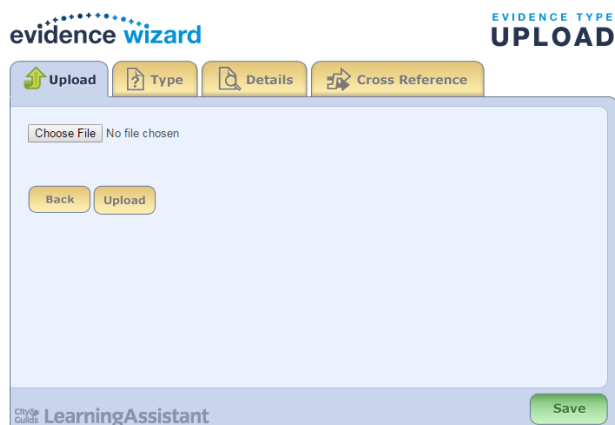 evidence wizard
EVIDENCE TYPE
UPLOAD
Upload
Type
Details
Cross Reference
Choose File No file chosen
Back
Upload
City & Guilds LearningAssistant
Save